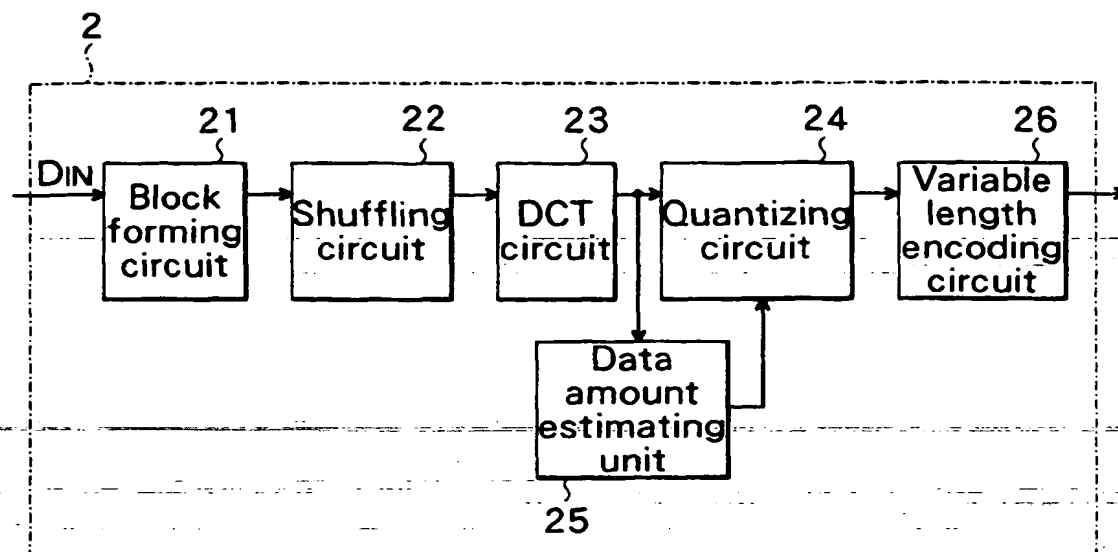 2
21
22
23
24
26
DIN
Block
forming
circuit
Shuffling
circuit
DCT
circuit
Quantizing
circuit
Variable
length
encoding
circuit
Data
amount
estimating
unit
25